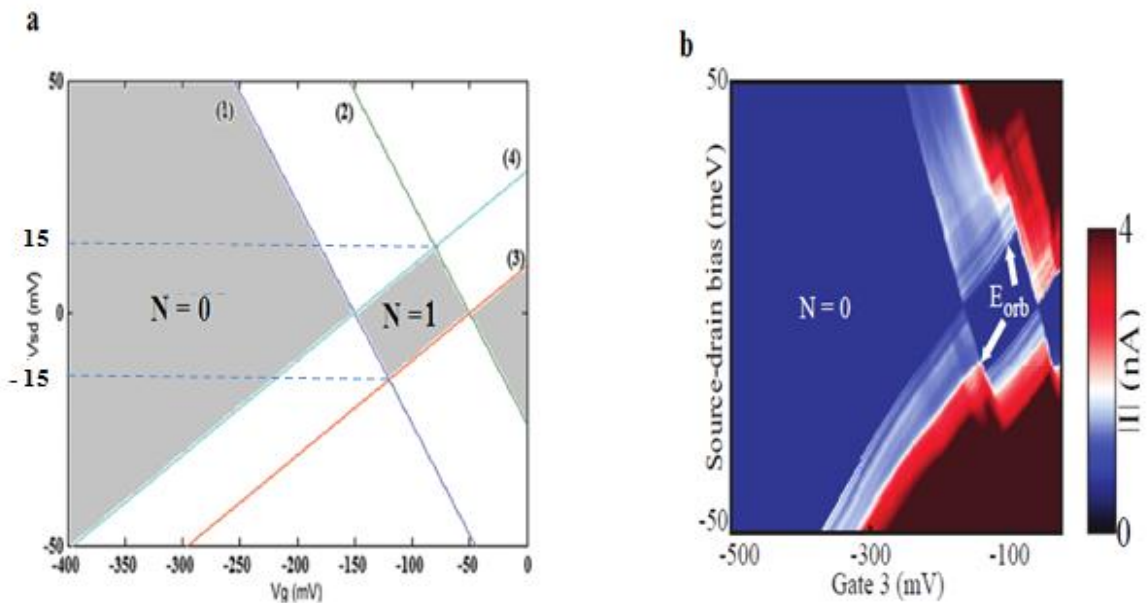 a
50
(1)
(2)
(4)
15
(3)
N = 0
N = 1
0
Vsd (mV)
- 15
-50
-400 -350 -300 -250 -200 -150 -100 -50 0
Vg (mV)
b
50
Source-drain bias (meV)
N = 0
E orb
-50
-500 -300 -100
Gate 3 (mV)
4
|I| (nA)
0